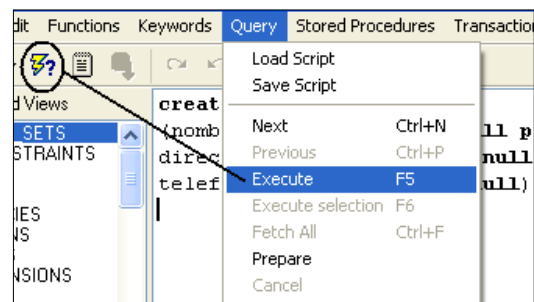 dit Functions Keywords Query Stored Procedures Transaction
?
d Views
SETS
STRAINTS
IES
NS
S
NSIONS
creat
(nomb ll p
direc null
telef ull)
Load Script
Save Script
Next Ctrl+N
Previous Ctrl+P
Execute F5
Execute selection F6
Fetch All Ctrl+F
Prepare
Cancel